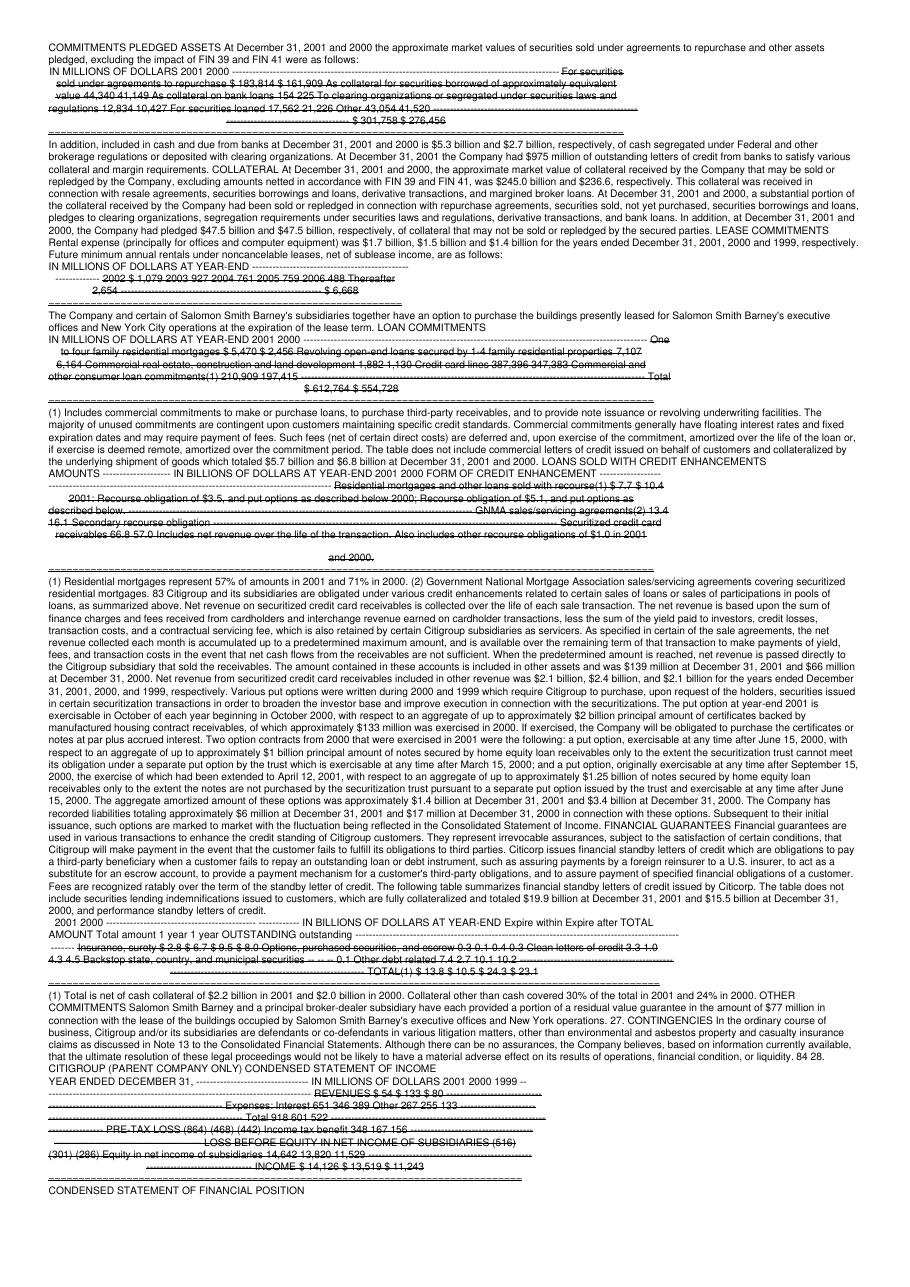 COMMITMENTS PLEDGED ASSETS At December 31, 2001 and 2000 the approximate market values of securities sold under agreements to repurchase and other assets
pledged, excluding the impact of FIN 39 and FIN 41 were as follows:
IN MILLIONS OF DOLLARS 2001 2000 -------------------------------------------------------------------------------------------------- For securities
sold under agreements to repurchase $ 183,814 $ 161,909 As collateral for securities borrowed of approximately equivalent
value 44,340 41,149 As collateral on bank loans 154 225 To clearing organizations or segregated under securities laws and
regulations 12,834 10,427 For securities loaned 17,562 21,226 Other 43,054 41,520 -------------------------------------------------------------
------------------------------------- $ 301,758 $ 276,456
==================================================================================================
In addition, included in cash and due from banks at December 31, 2001 and 2000 is $5.3 billion and $2.7 billion, respectively, of cash segregated under Federal and other
brokerage regulations or deposited with clearing organizations. At December 31, 2001 the Company had $975 million of outstanding letters of credit from banks to satisfy various
collateral and margin requirements. COLLATERAL At December 31, 2001 and 2000, the approximate market value of collateral received by the Company that may be sold or
repledged by the Company, excluding amounts netted in accordance with FIN 39 and FIN 41, was $245.0 billion and $236.6, respectively. This collateral was received in
connection with resale agreements, securities borrowings and loans, derivative transactions, and margined broker loans. At December 31, 2001 and 2000, a substantial portion of
the collateral received by the Company had been sold or repledged in connection with repurchase agreements, securities sold, not yet purchased, securities borrowings and loans,
pledges to clearing organizations, segregation requirements under securities laws and regulations, derivative transactions, and bank loans. In addition, at December 31, 2001 and
2000, the Company had pledged $47.5 billion and $47.5 billion, respectively, of collateral that may not be sold or repledged by the secured parties. LEASE COMMITMENTS
Rental expense (principally for offices and computer equipment) was $1.7 billion, $1.5 billion and $1.4 billion for the years ended December 31, 2001, 2000 and 1999, respectively.
Future minimum annual rentals under noncancelable leases, net of sublease income, are as follows:
IN MILLIONS OF DOLLARS AT YEAR-END -----------------------------------------------
------------- 2002 $ 1,079 2003 927 2004 761 2005 759 2006 488 Thereafter
2,654 ----------------------------------- $ 6,668
============================================================
The Company and certain of Salomon Smith Barney's subsidiaries together have an option to purchase the buildings presently leased for Salomon Smith Barney's executive
offices and New York City operations at the expiration of the lease term. LOAN COMMITMENTS
IN MILLIONS OF DOLLARS AT YEAR-END 2001 2000 ------------------------------------------------------------------------------------------------------- One
to four family residential mortgages $ 5,470 $ 2,456 Revolving open-end loans secured by 1-4 family residential properties 7,107
6,164 Commercial real estate, construction and land development 1,882 1,130 Credit card lines 387,396 347,383 Commercial and
other consumer loan commitments(1) 210,909 197,415 ------------------------------------------------------------------------------------------------------- Total
$ 612,764 $ 554,728
=======================================================================================================
(1) Includes commercial commitments to make or purchase loans, to purchase third-party receivables, and to provide note issuance or revolving underwriting facilities. The
majority of unused commitments are contingent upon customers maintaining specific credit standards. Commercial commitments generally have floating interest rates and fixed
expiration dates and may require payment of fees. Such fees (net of certain direct costs) are deferred and, upon exercise of the commitment, amortized over the life of the loan or,
if exercise is deemed remote, amortized over the commitment period. The table does not include commercial letters of credit issued on behalf of customers and collateralized by
the underlying shipment of goods which totaled $5.7 billion and $6.8 billion at December 31, 2001 and 2000. LOANS SOLD WITH CREDIT ENHANCEMENTS
AMOUNTS -------------------- IN BILLIONS OF DOLLARS AT YEAR-END 2001 2000 FORM OF CREDIT ENHANCEMENT ------------------
------------------------------------------------------------------------------------- Residential mortgages and other loans sold with recourse(1) $ 7.7 $ 10.4
2001: Recourse obligation of $3.5, and put options as described below 2000; Recourse obligation of $5.1, and put options as
described below. ------------------------------------------------------------------------------------------------------- GNMA sales/servicing agreements(2) 13.4
16.1 Secondary recourse obligation ------------------------------------------------------------------------------------------------------- Securitized credit card
receivables 66.8 57.0 Includes net revenue over the life of the transaction. Also includes other recourse obligations of $1.0 in 2001
and 2000.
=======================================================================================================
(1) Residential mortgages represent 57% of amounts in 2001 and 71% in 2000. (2) Government National Mortgage Association sales/servicing agreements covering securitized
residential mortgages. 83 Citigroup and its subsidiaries are obligated under various credit enhancements related to certain sales of loans or sales of participations in pools of
loans, as summarized above. Net revenue on securitized credit card receivables is collected over the life of each sale transaction. The net revenue is based upon the sum of
finance charges and fees received from cardholders and interchange revenue earned on cardholder transactions, less the sum of the yield paid to investors, credit losses,
transaction costs, and a contractual servicing fee, which is also retained by certain Citigroup subsidiaries as servicers. As specified in certain of the sale agreements, the net
revenue collected each month is accumulated up to a predetermined maximum amount, and is available over the remaining term of that transaction to make payments of yield,
fees, and transaction costs in the event that net cash flows from the receivables are not sufficient. When the predetermined amount is reached, net revenue is passed directly to
the Citigroup subsidiary that sold the receivables. The amount contained in these accounts is included in other assets and was $139 million at December 31, 2001 and $66 million
at December 31, 2000. Net revenue from securitized credit card receivables included in other revenue was $2.1 billion, $2.4 billion, and $2.1 billion for the years ended December
31, 2001, 2000, and 1999, respectively. Various put options were written during 2000 and 1999 which require Citigroup to purchase, upon request of the holders, securities issued
in certain securitization transactions in order to broaden the investor base and improve execution in connection with the securitizations. The put option at year-end 2001 is
exercisable in October of each year beginning in October 2000, with respect to an aggregate of up to approximately $2 billion principal amount of certificates backed by
manufactured housing contract receivables, of which approximately $133 million was exercised in 2000. If exercised, the Company will be obligated to purchase the certificates or
notes at par plus accrued interest. Two option contracts from 2000 that were exercised in 2001 were the following: a put option, exercisable at any time after June 15, 2000, with
respect to an aggregate of up to approximately $1 billion principal amount of notes secured by home equity loan receivables only to the extent the securitization trust cannot meet
its obligation under a separate put option by the trust which is exercisable at any time after March 15, 2000; and a put option, originally exercisable at any time after September 15,
2000, the exercise of which had been extended to April 12, 2001, with respect to an aggregate of up to approximately $1.25 billion of notes secured by home equity loan
receivables only to the extent the notes are not purchased by the securitization trust pursuant to a separate put option issued by the trust and exercisable at any time after June
15, 2000. The aggregate amortized amount of these options was approximately $1.4 billion at December 31, 2001 and $3.4 billion at December 31, 2000. The Company has
recorded liabilities totaling approximately $6 million at December 31, 2001 and $17 million at December 31, 2000 in connection with these options. Subsequent to their initial
issuance, such options are marked to market with the fluctuation being reflected in the Consolidated Statement of Income. FINANCIAL GUARANTEES Financial guarantees are
used in various transactions to enhance the credit standing of Citigroup customers. They represent irrevocable assurances, subject to the satisfaction of certain conditions, that
Citigroup will make payment in the event that the customer fails to fulfill its obligations to third parties. Citicorp issues financial standby letters of credit which are obligations to pay
a third-party beneficiary when a customer fails to repay an outstanding loan or debt instrument, such as assuring payments by a foreign reinsurer to a U.S. insurer, to act as a
substitute for an escrow account, to provide a payment mechanism for a customer's third-party obligations, and to assure payment of specified financial obligations of a customer.
Fees are recognized ratably over the term of the standby letter of credit. The following table summarizes financial standby letters of credit issued by Citicorp. The table does not
include securities lending indemnifications issued to customers, which are fully collateralized and totaled $19.9 billion at December 31, 2001 and $15.5 billion at December 31,
2000, and performance standby letters of credit.
2001 2000 ----------------------------------- ------------ IN BILLIONS OF DOLLARS AT YEAR-END Expire within Expire after TOTAL
AMOUNT Total amount 1 year 1 year OUTSTANDING outstanding -------------------------------------------------------------------------------------------------
------- Insurance, surety $ 2.8 $ 6.7 $ 9.5 $ 8.0 Options, purchased securities, and escrow 0.3 0.1 0.4 0.3 Clean letters of credit 3.3 1.0
4.3 4.5 Backstop state, country, and municipal securities -- -- -- 0.1 Other debt related 7.4 2.7 10.1 10.2 ----------------------------------------------
----------------------------------------------------------- TOTAL(1) $ 13.8 $ 10.5 $ 24.3 $ 23.1
========================================================================================================
(1) Total is net of cash collateral of $2.2 billion in 2001 and $2.0 billion in 2000. Collateral other than cash covered 30% of the total in 2001 and 24% in 2000. OTHER
COMMITMENTS Salomon Smith Barney and a principal broker-dealer subsidiary have each provided a portion of a residual value guarantee in the amount of $77 million in
connection with the lease of the buildings occupied by Salomon Smith Barney's executive offices and New York operations. 27. CONTINGENCIES In the ordinary course of
business, Citigroup and/or its subsidiaries are defendants or co-defendants in various litigation matters, other than environmental and asbestos property and casualty insurance
claims as discussed in Note 13 to the Consolidated Financial Statements. Although there can be no assurances, the Company believes, based on information currently available,
that the ultimate resolution of these legal proceedings would not be likely to have a material adverse effect on its results of operations, financial condition, or liquidity. 84 28.
CITIGROUP (PARENT COMPANY ONLY) CONDENSED STATEMENT OF INCOME
YEAR ENDED DECEMBER 31, ---------------------------------- IN MILLIONS OF DOLLARS 2001 2000 1999 --
------------------------------------------------------------------------------- REVENUES $ 54 $ 133 $ 80 -----------------------------
---------------------------------------------------- Expenses: Interest 651 346 389 Other 267 255 133 -------------------------------
---------------------------------------------------------- Total 918 601 522 -----------------------------------------------------
---------------- PRE-TAX LOSS (864) (468) (442) Income tax benefit 348 167 156 ---------------------------------
-------------------------------------------- LOSS BEFORE EQUITY IN NET INCOME OF SUBSIDIARIES (516)
(301) (286) Equity in net income of subsidiaries 14,642 13,820 11,529 -------------------------------------------------
-------------------------------- INCOME $ 14,126 $ 13,519 $ 11,243
=================================================================================
CONDENSED STATEMENT OF FINANCIAL POSITION